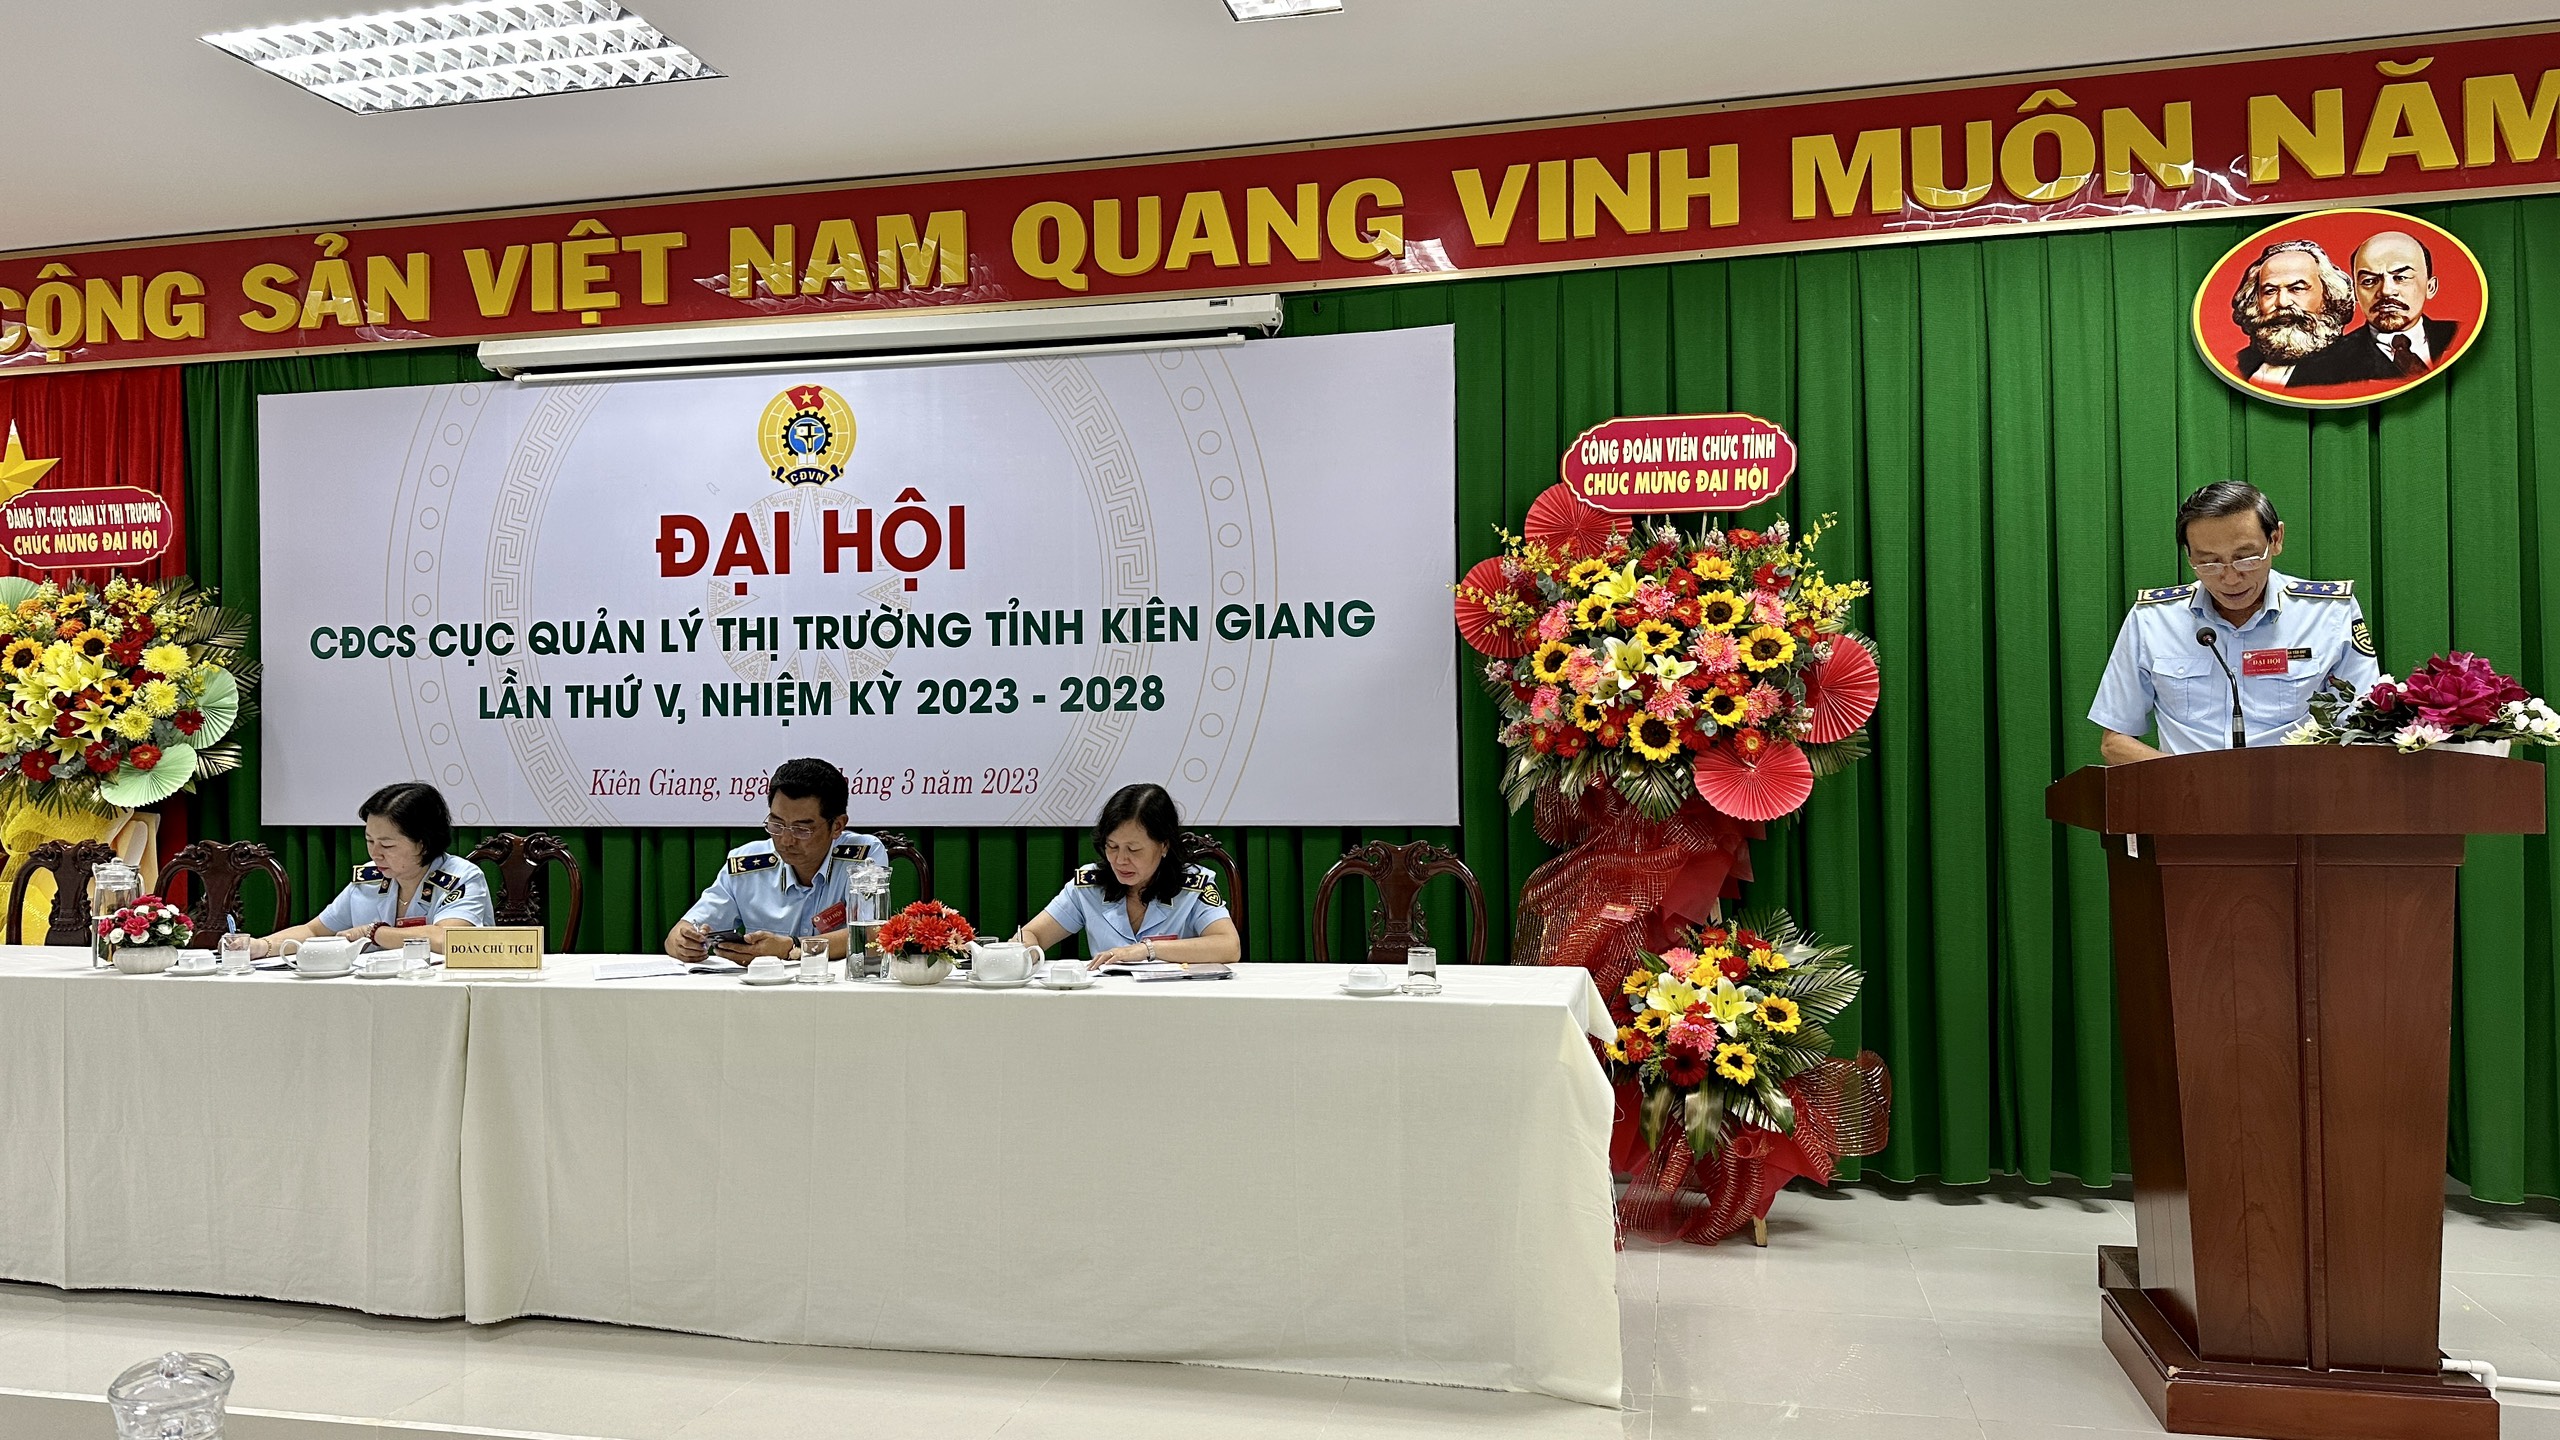 CỘNG SẢN VIỆT NAM QUANG VINH MUÔN NĂM
CĐVN
ĐẠI HỘI
CĐCS CỤC QUẢN LÝ THỊ TRƯỜNG TỈNH KIÊN GIANG
LẦN THỨ V, NHIỆM KỲ 2023 - 2028
Kiên Giang, tháng 3 năm 2023
ĐẢNG ỦY-CỤC QUẢN LÝ THỊ TRƯỜNG
CHÚC MỪNG ĐẠI HỘI
CÔNG ĐOÀN VIÊN CHỨC TỈNH
CHÚC MỪNG ĐẠI HỘI
ĐOÀN CHỦ TỊCH
ĐẠI HỘI